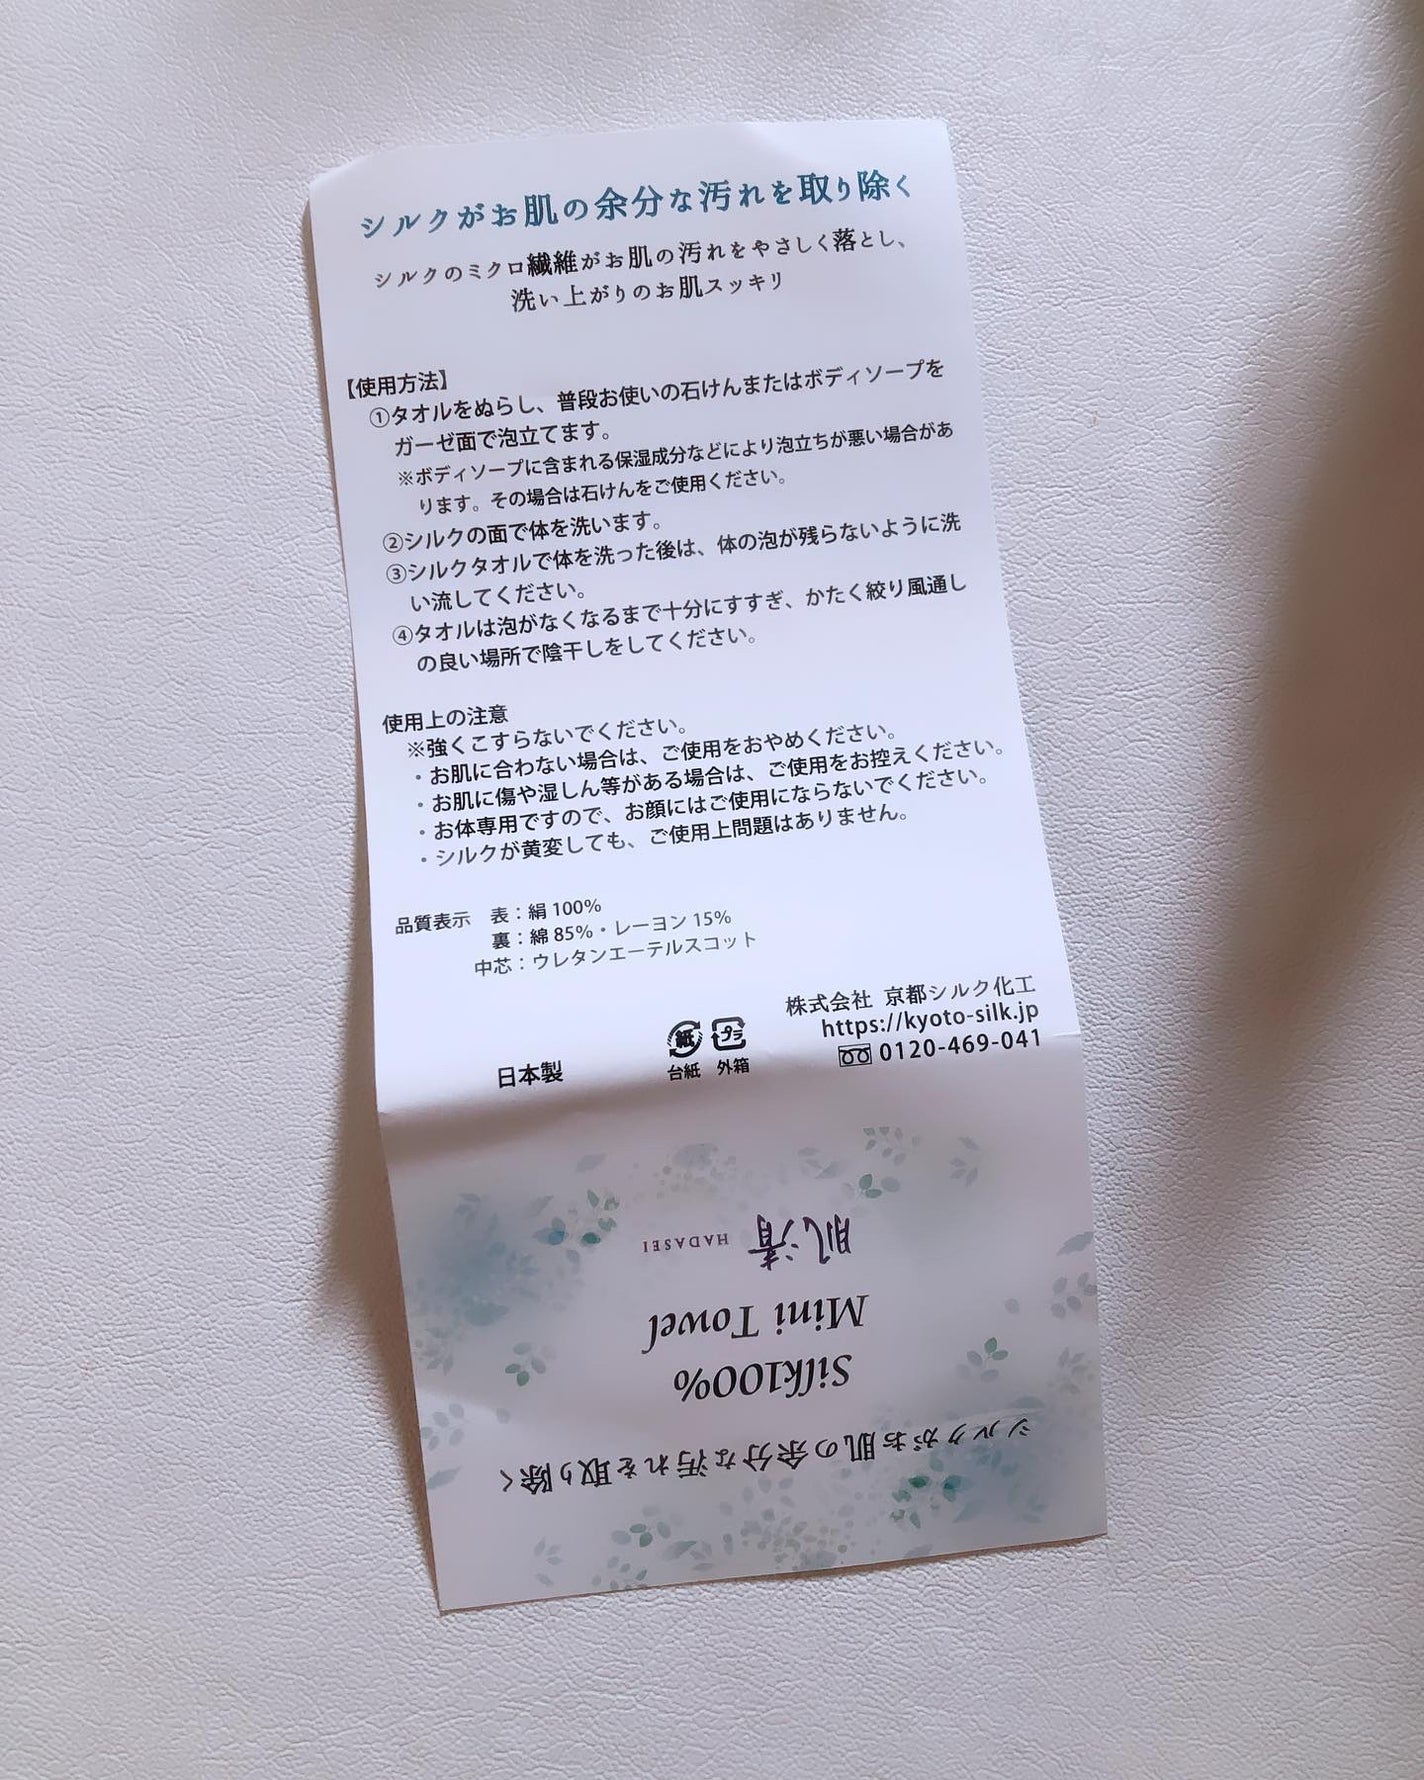 シルクがお肌の余分な汚れを取り除く
シルクのミクロ繊維がお肌の汚れをやさしく落とし、
洗い上がりのお肌スッキリ
【使用方法】
①タオルをぬらし、普段お使いの石けんまたはボディソープを
ガーゼ面で泡立てます。
※ボディソープに含まれる保湿成分などにより泡立ちが悪い場合があ
ります。その場合は石けんをご使用ください。
②シルクの面で体を洗います。
③シルクタオルで体を洗った後は、体の泡が残らないように洗
い流してください。
④タオルは泡がなくなるまで十分にすすぎ、かたく絞り風通し
の良い場所で陰干しをしてください。
使用上の注意
※強くこすらないでください。
・お肌に合わない場合は、ご使用をおやめください。
・お肌に傷や湿しん等がある場合は、ご使用をお控えください。
・お体専用ですので、お顔にはご使用にならないでください。
・シルクが黄変しても、ご使用上問題はありません。
品質表示 表：絹100%
裏：綿85%・レーヨン15%
中芯：ウレタンエーテルスコット
株式会社 京都シルク化工
https://kyoto-silk.jp
0120-469-041
紙 プラ
台紙 外箱
日本製
シルクがお肌の余分な汚れを取り除く
Silk100%
Mini Towel
肌清 HADASEI